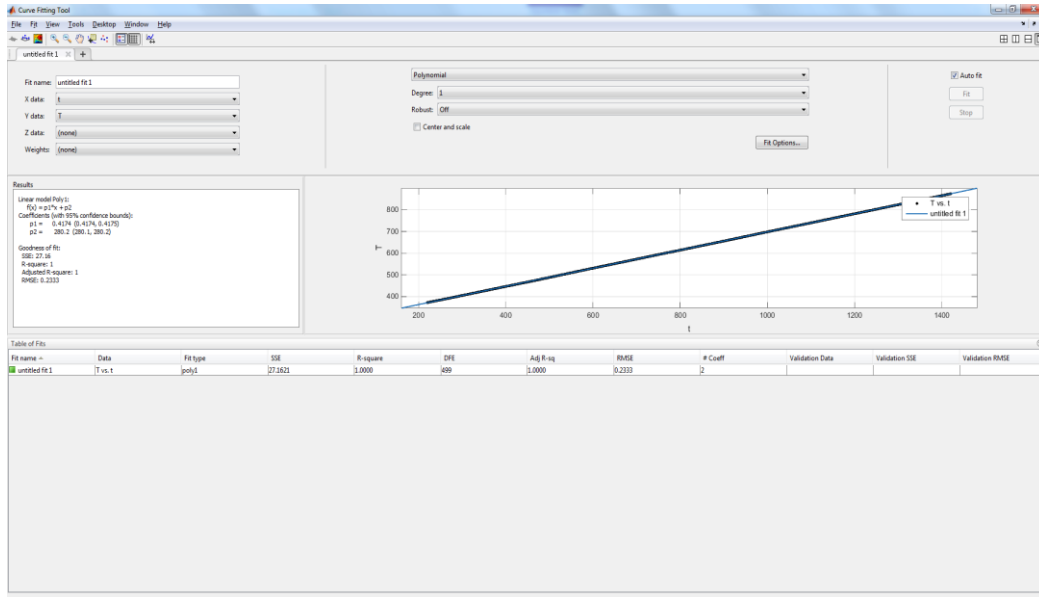 Curve Fitting Tool
File Fit View Tools Desktop Window Help
untitled fit 1
Fit name: untitled fit 1
X data: t
Y data: T
Z data: (none)
Weights: (none)
Polynomial
Degree: 1
Robust: Off
Center and scale
Fit Options...
Auto fit
Fit
Stop
Results
Linear model Poly1:
f(x) = p1*x + p2
Coefficients (with 95% confidence bounds):
p1 = 0.4174 (0.4174, 0.4175)
p2 = 280.2 (280.1, 280.2)
Goodness of fit:
SSE: 27.16
R-square: 1
Adjusted R-square: 1
RMSE: 0.2333
800
700
600
500
400
T
200 400 600 800 1000 1200 1400
t
T vs. t
untitled fit 1
Table of Fits
Fit name Data Fit type SSE R-square DFE Adj R-sq RMSE # Coeff Validation Data Validation SSE Validation RMSE
untitled fit 1 T vs. t poly1 27.1621 1.0000 499 1.0000 0.2333 2